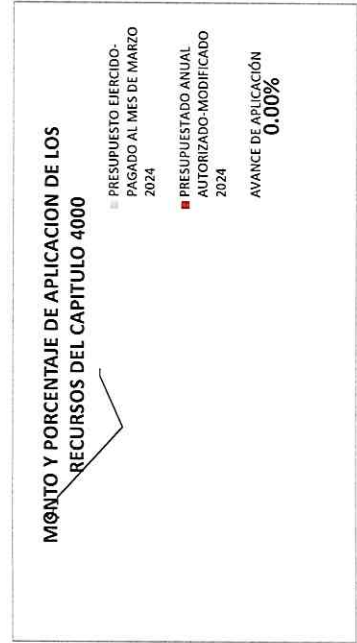 MONTO Y PORCENTAJE DE APLICACION DE LOS
RECURSOS DEL CAPITULO 4000
PRESUPUESTO EJERCIDO-
PAGADO AL MES DE MARZO
2024
PRESUPUESTADO ANUAL
AUTORIZADO-MODIFICADO
2024
AVANCE DE APLICACIÓN
0.00%